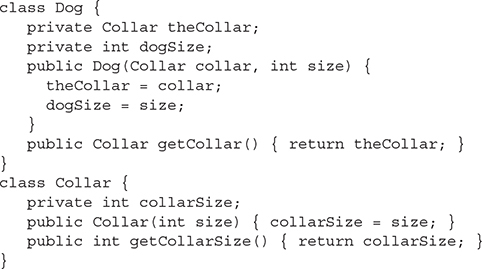 class Dog {
   private Collar theCollar;
   private int dogSize;
   public Dog(Collar collar, int size) {
     theCollar = collar;
     dogSize = size;
   }
   public Collar getCollar() { return theCollar; }
}
class Collar {
   private int collarSize;
   public Collar(int size) { collarSize = size; }
   public int getCollarSize() { return collarSize; }
}